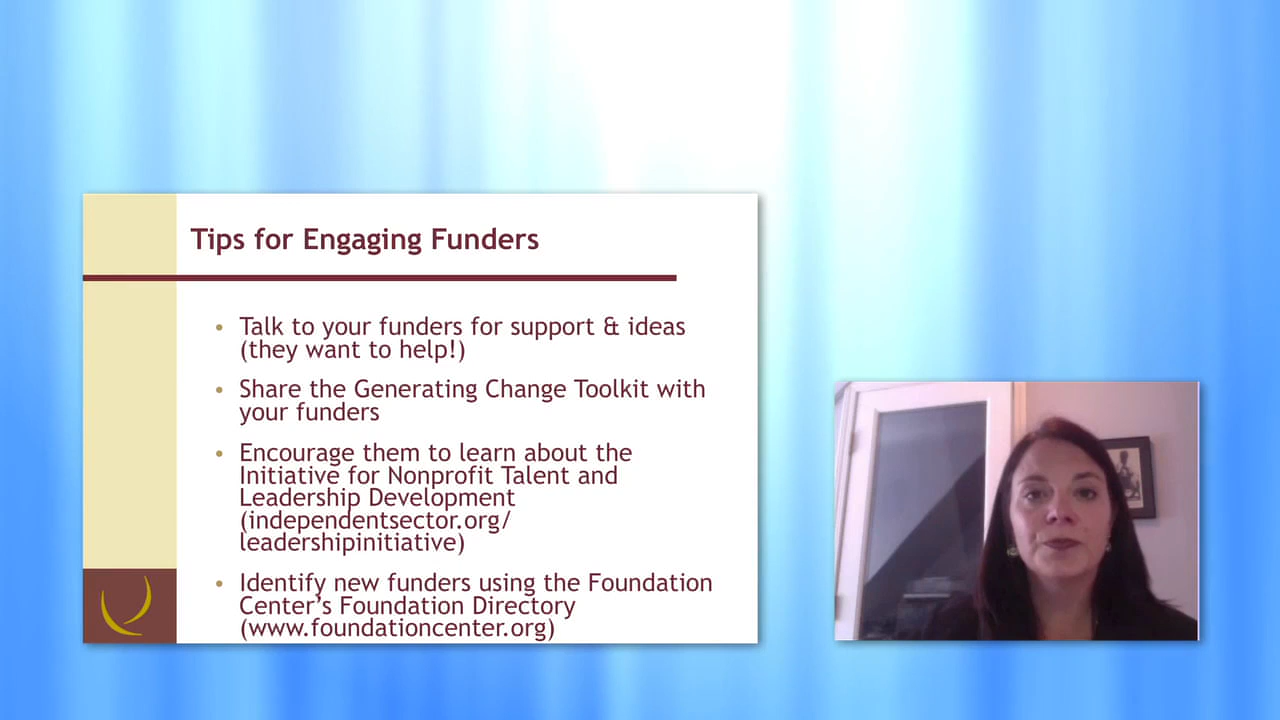 Tips for Engaging Funders
• Talk to your funders for support & ideas
(they want to help!)
• Share the Generating Change Toolkit with
your funders
• Encourage them to learn about the
Initiative for Nonprofit Talent and
Leadership Development
(independentsector.org/
leadershipinitiative)
• Identify new funders using the Foundation
Center’s Foundation Directory
(www.foundationcenter.org)